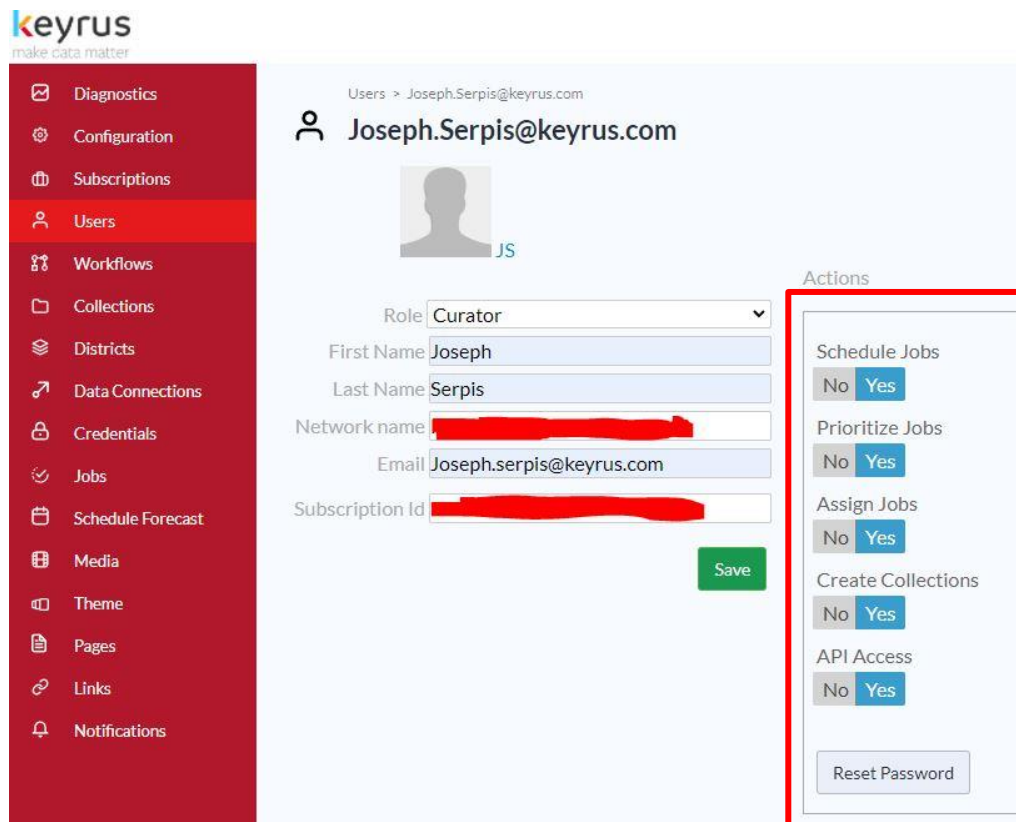 keyrus
make data matter
Diagnostics
Configuration
Subscriptions
Users
Workflows
Collections
Districts
Data Connections
Credentials
Jobs
Schedule Forecast
Media
Theme
Pages
Links
Notifications
Users > Joseph.Serpis@keyrus.com
Joseph.Serpis@keyrus.com
JS
Role Curator
First Name Joseph
Last Name Serpis
Network name
Email Joseph.serpis@keyrus.com
Subscription Id
Save
Actions
Schedule Jobs
No Yes
Prioritize Jobs
No Yes
Assign Jobs
No Yes
Create Collections
No Yes
API Access
No Yes
Reset Password